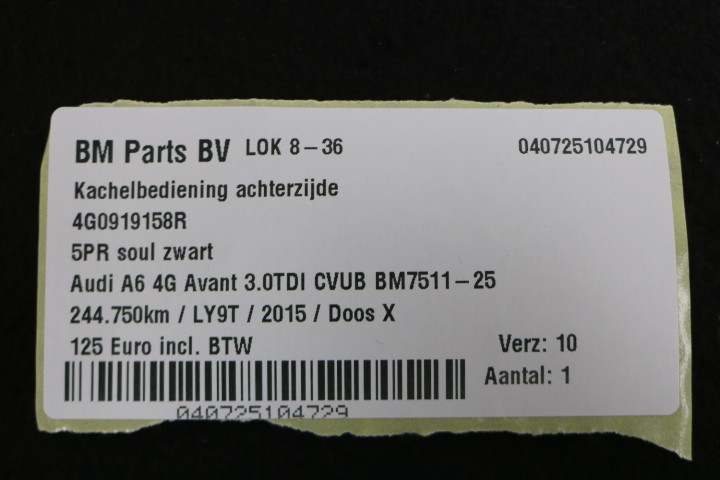 BM Parts BV LOK 8-36 040725104729
Kachelbediening achterzijde
4G0919158R
5PR soul zwart
Audi A6 4G Avant 3.0TDI CVUB BM7511-25
244.750km / LY9T / 2015 / Doos X
125 Euro incl. BTW Verz: 10
Aantal: 1
040725104729